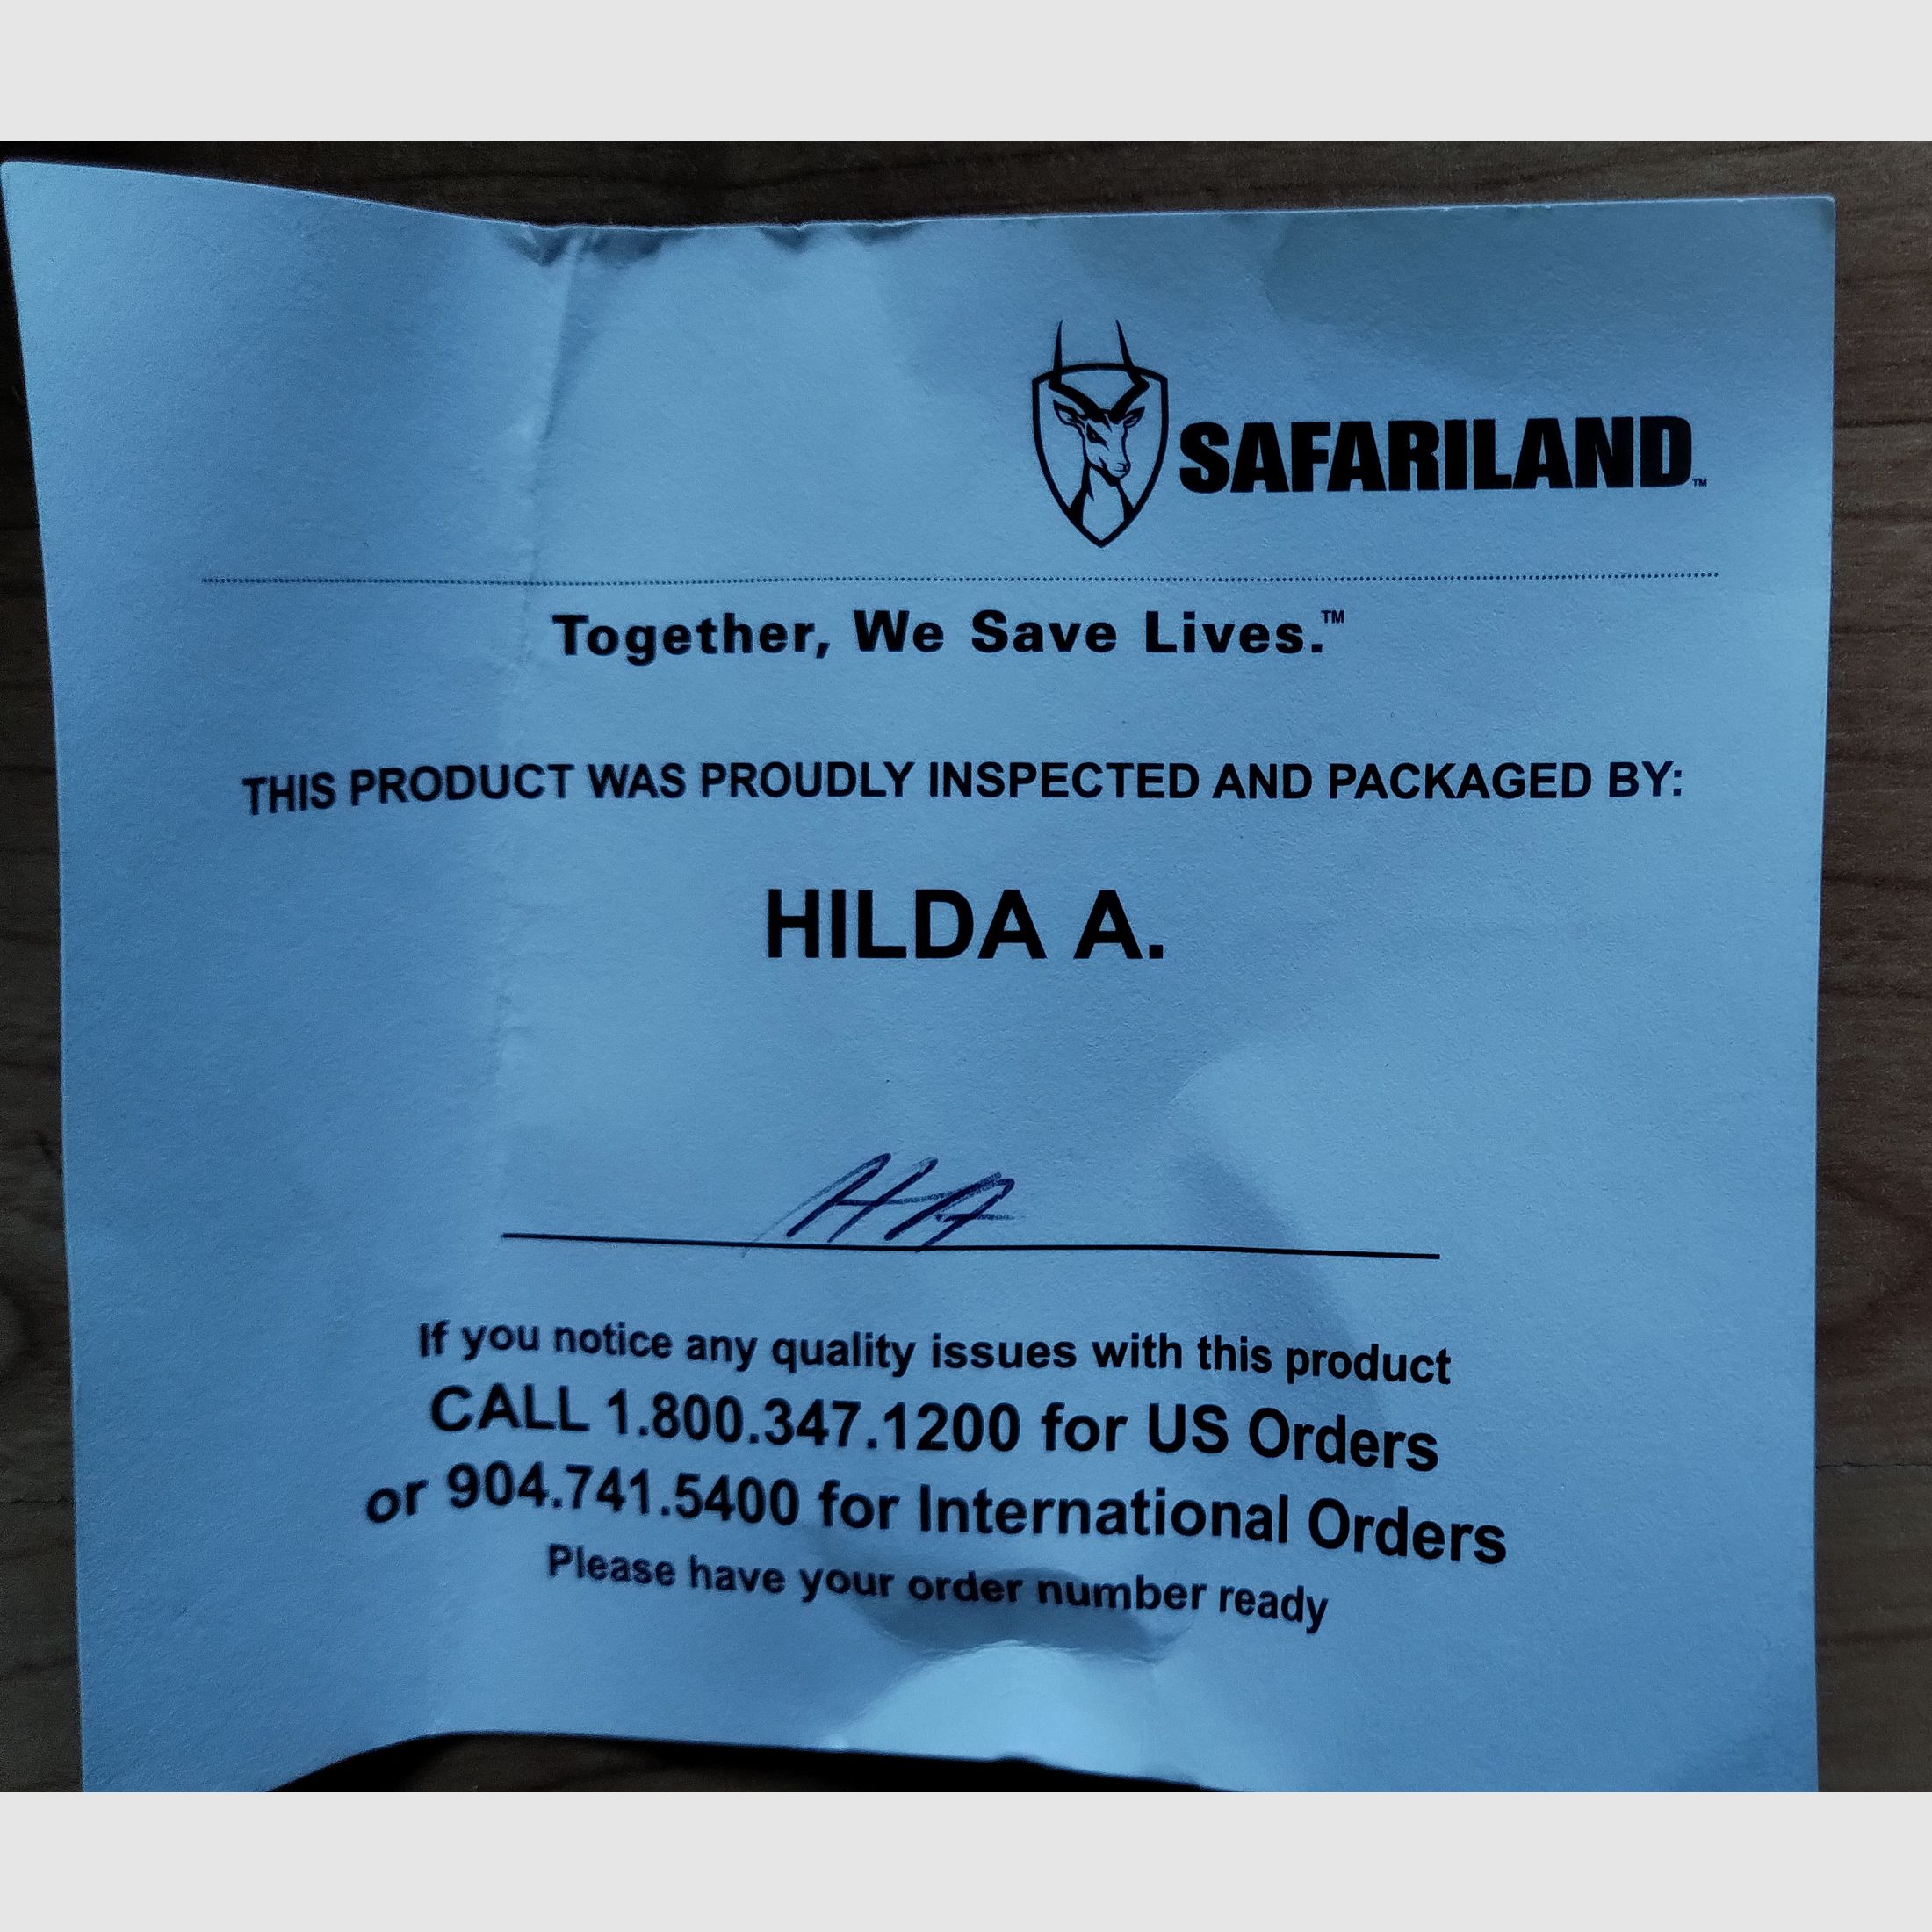 SAFARILAND™
Together, We Save Lives.™
THIS PRODUCT WAS PROUDLY INSPECTED AND PACKAGED BY:
HILDA A.
HA
If you notice any quality issues with this product
CALL 1.800.347.1200 for US Orders
or 904.741.5400 for International Orders
Please have your order number ready